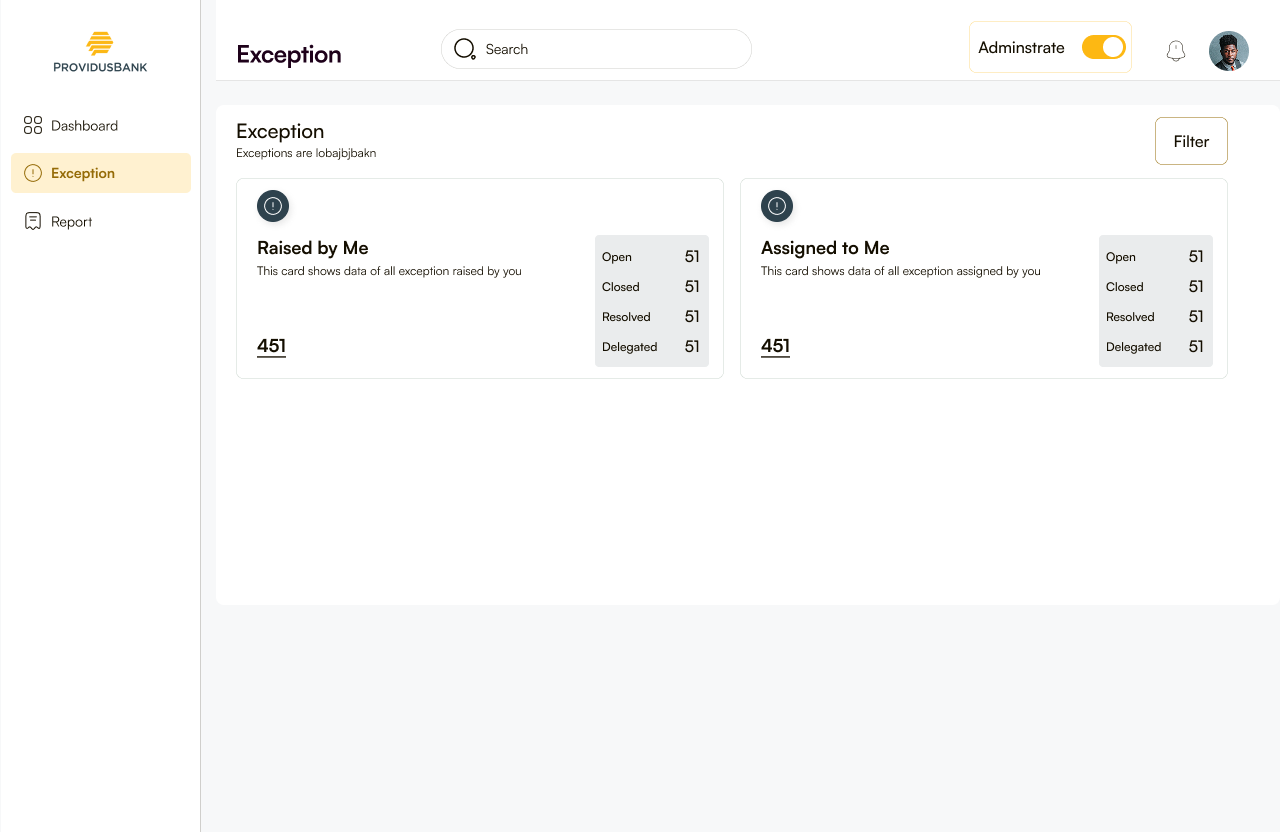 PROVIDUSBANK
Dashboard
Exception
Report
Exception
Search
Adminstrate
Exception
Exceptions are lobajbjbakn
Filter
Raised by Me
This card shows data of all exception raised by you
451
Open 51
Closed 51
Resolved 51
Delegated 51
Assigned to Me
This card shows data of all exception assigned by you
451
Open 51
Closed 51
Resolved 51
Delegated 51